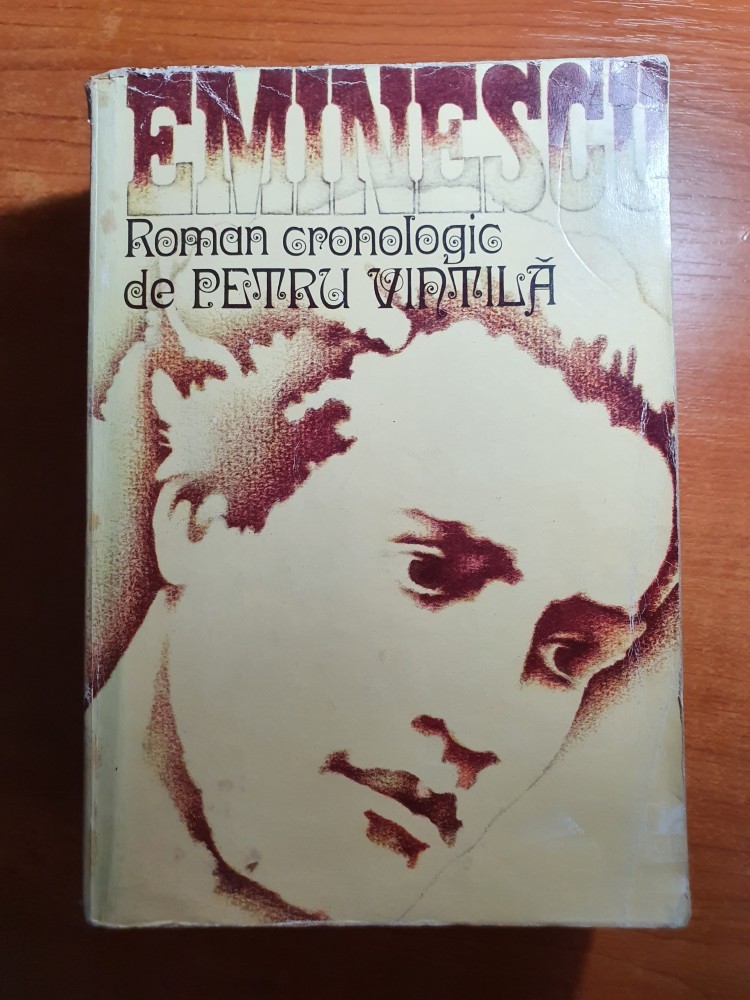 EMINESCU
Roman cronologic
de PETRU VINTILĂ